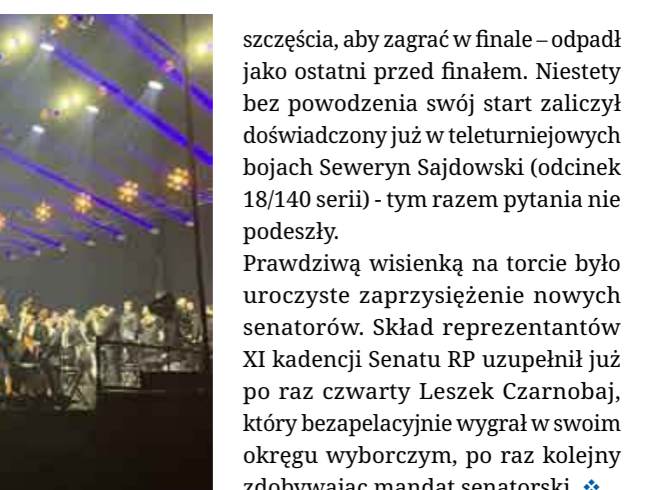 szczęścia, aby zagrać w finale – odpadł
jako ostatni przed finałem. Niestety
bez powodzenia swój start zaliczył
doświadczony już w teleturniejowych
bojach Seweryn Sajdowski (odcinek
18/140 serii) - tym razem pytania nie
podeszły.
Prawdziwą wisienką na torcie było
uroczyste zaprzysiężenie nowych
senatorów. Skład reprezentantów
XI kadencji Senatu RP uzupełnił już
po raz czwarty Leszek Czarnobaj,
który bezapelacyjnie wygrał w swoim
okręgu wyborczym, po raz kolejny
zdobywając mandat senatorski.